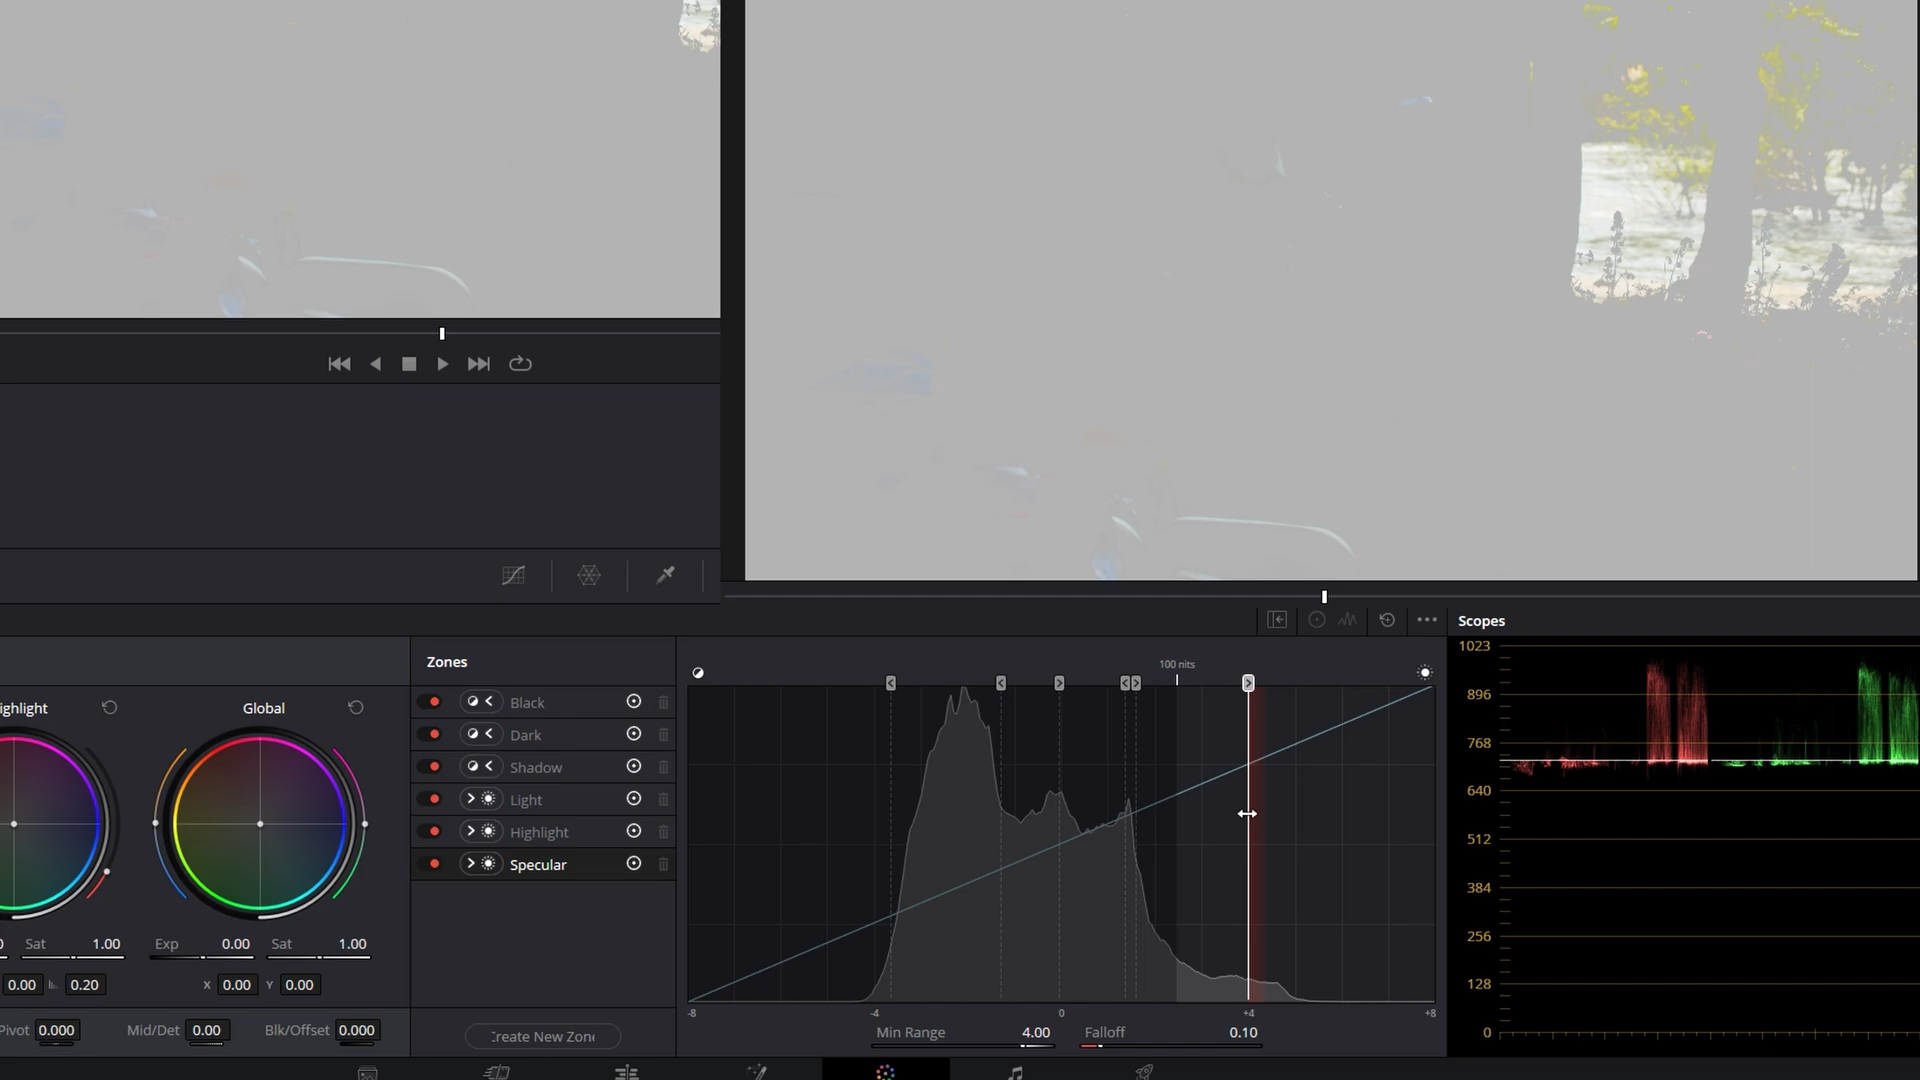 Scopes
Zones
100 nits
1023
ighlight
Global
Black
Dark
896
Shadow
768
Light
640
Highlight
512
Specular
384
0
Sat
1.00
Exp
0.00
Sat
1.00
256
0.00
0.20
X
0.00
Y
0.00
128
-8
-4
0
+4
+8
Pivot
0.000
Mid/Det
0.00
Blk/Offset
0.000
Create New Zone
Min Range
4.00
Falloff
0.10
0